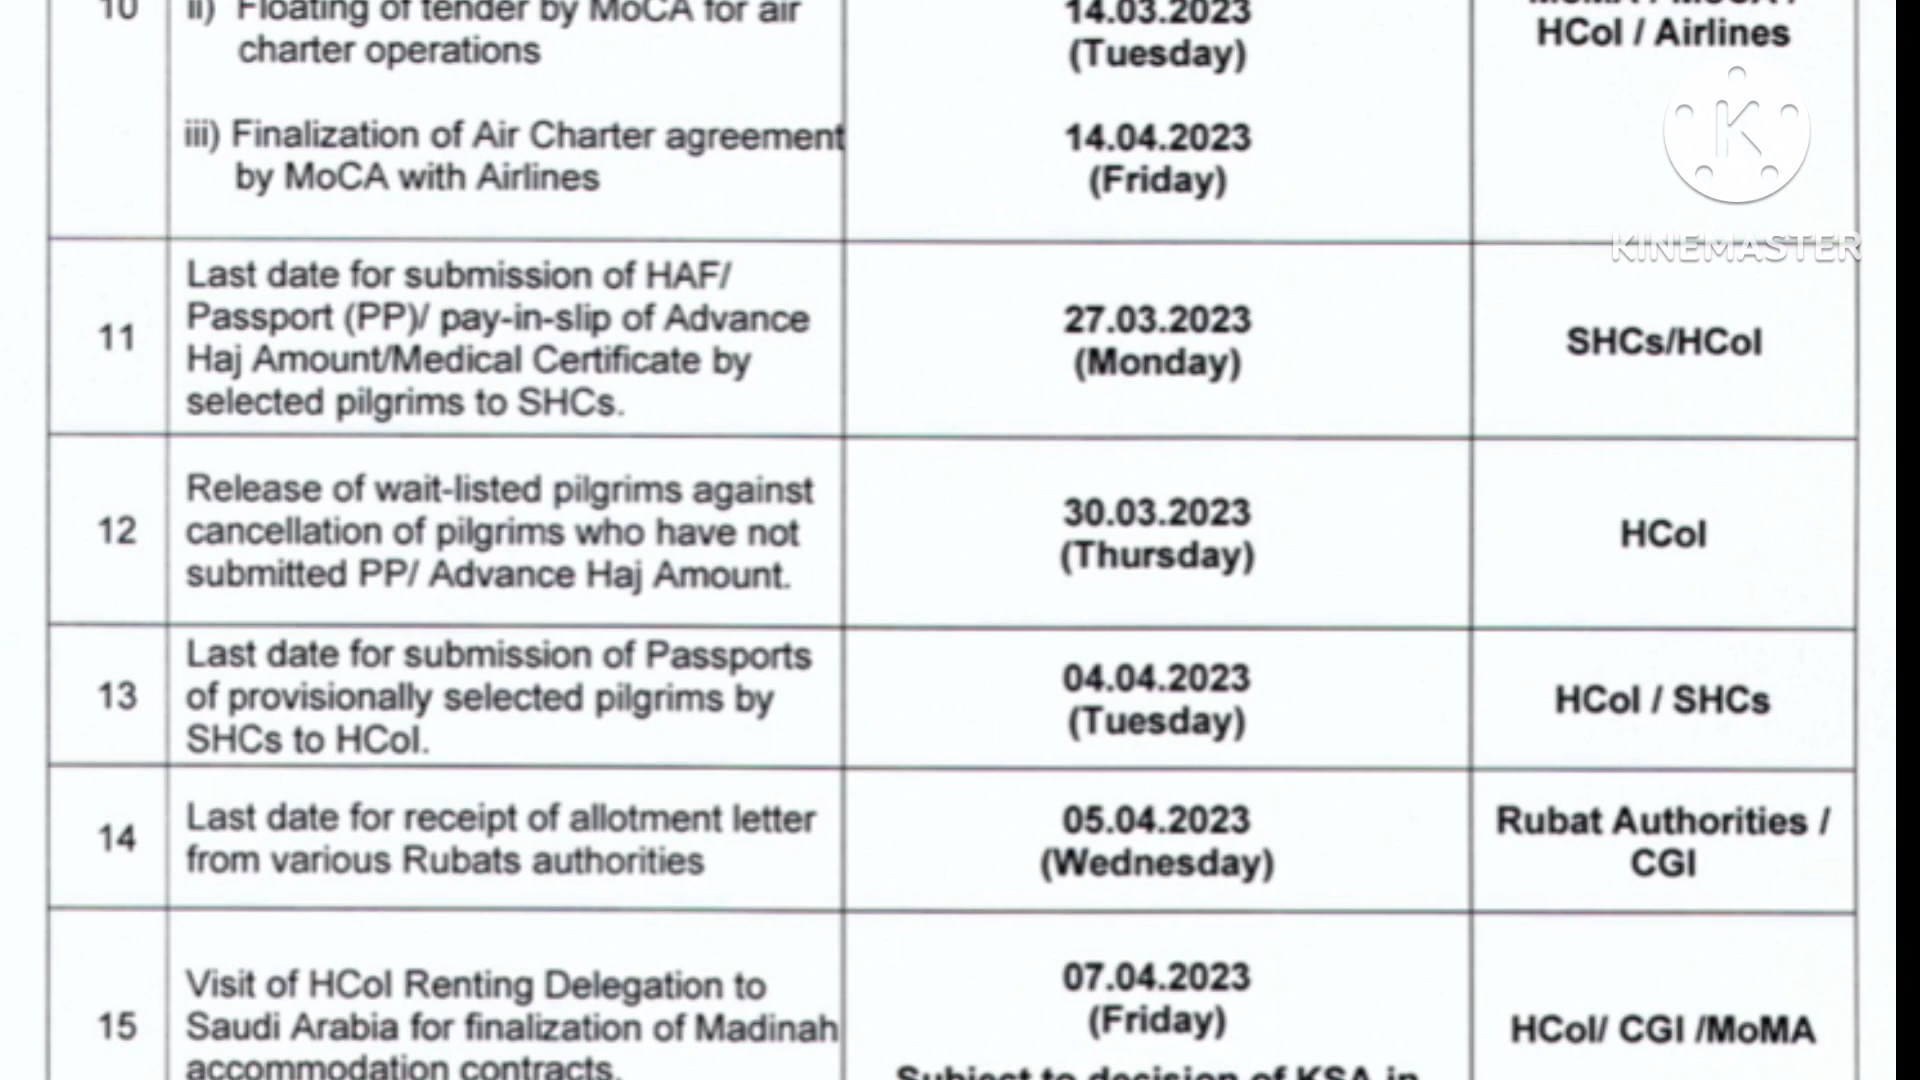 10
ii) Floating of tender by MoCA for air
charter operations
14.03.2023
(Tuesday)
HCoI / Airlines
iii) Finalization of Air Charter agreement
by MoCA with Airlines
14.04.2023
(Friday)
KINEMASTER
11
Last date for submission of HAF/
Passport (PP)/ pay-in-slip of Advance
Haj Amount/Medical Certificate by
selected pilgrims to SHCs.
27.03.2023
(Monday)
SHCs/HCoI
12
Release of wait-listed pilgrims against
cancellation of pilgrims who have not
submitted PP/ Advance Haj Amount.
30.03.2023
(Thursday)
HCoI
13
Last date for submission of Passports
of provisionally selected pilgrims by
SHCs to HCoI.
04.04.2023
(Tuesday)
HCoI / SHCs
14
Last date for receipt of allotment letter
from various Rubats authorities
05.04.2023
(Wednesday)
Rubat Authorities /
CGI
15
Visit of HCoI Renting Delegation to
Saudi Arabia for finalization of Madinah
accommodation contracts.
07.04.2023
(Friday)
Subject to decision of KSA in
HCoI/ CGI /MoMA